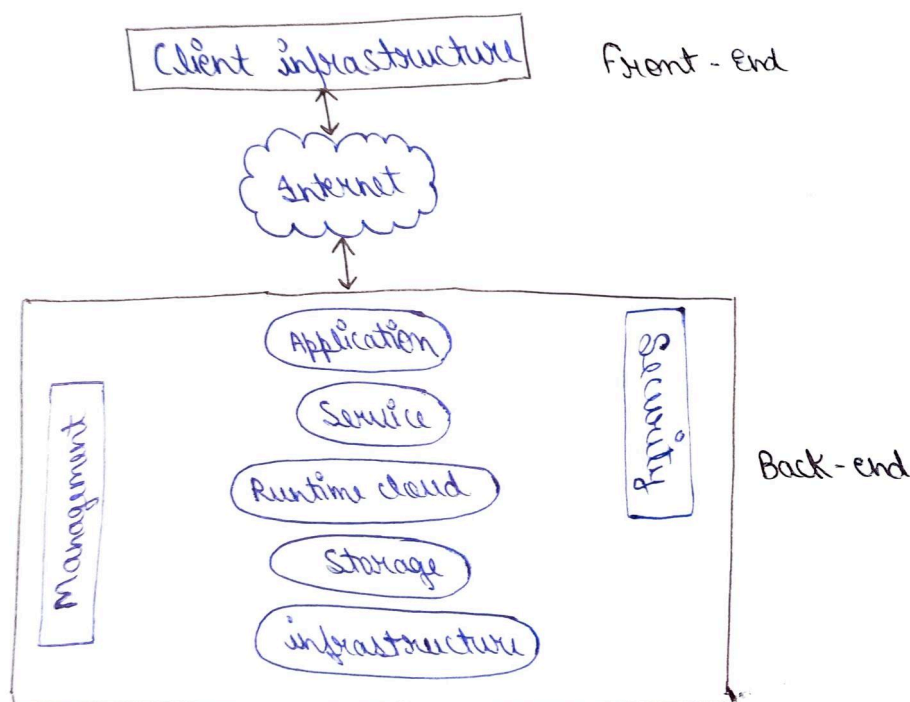 Client infrastructure
Front-End
Internet
Application
Security
Service
Management
Runtime cloud
Back-end
Storage
infrastructure